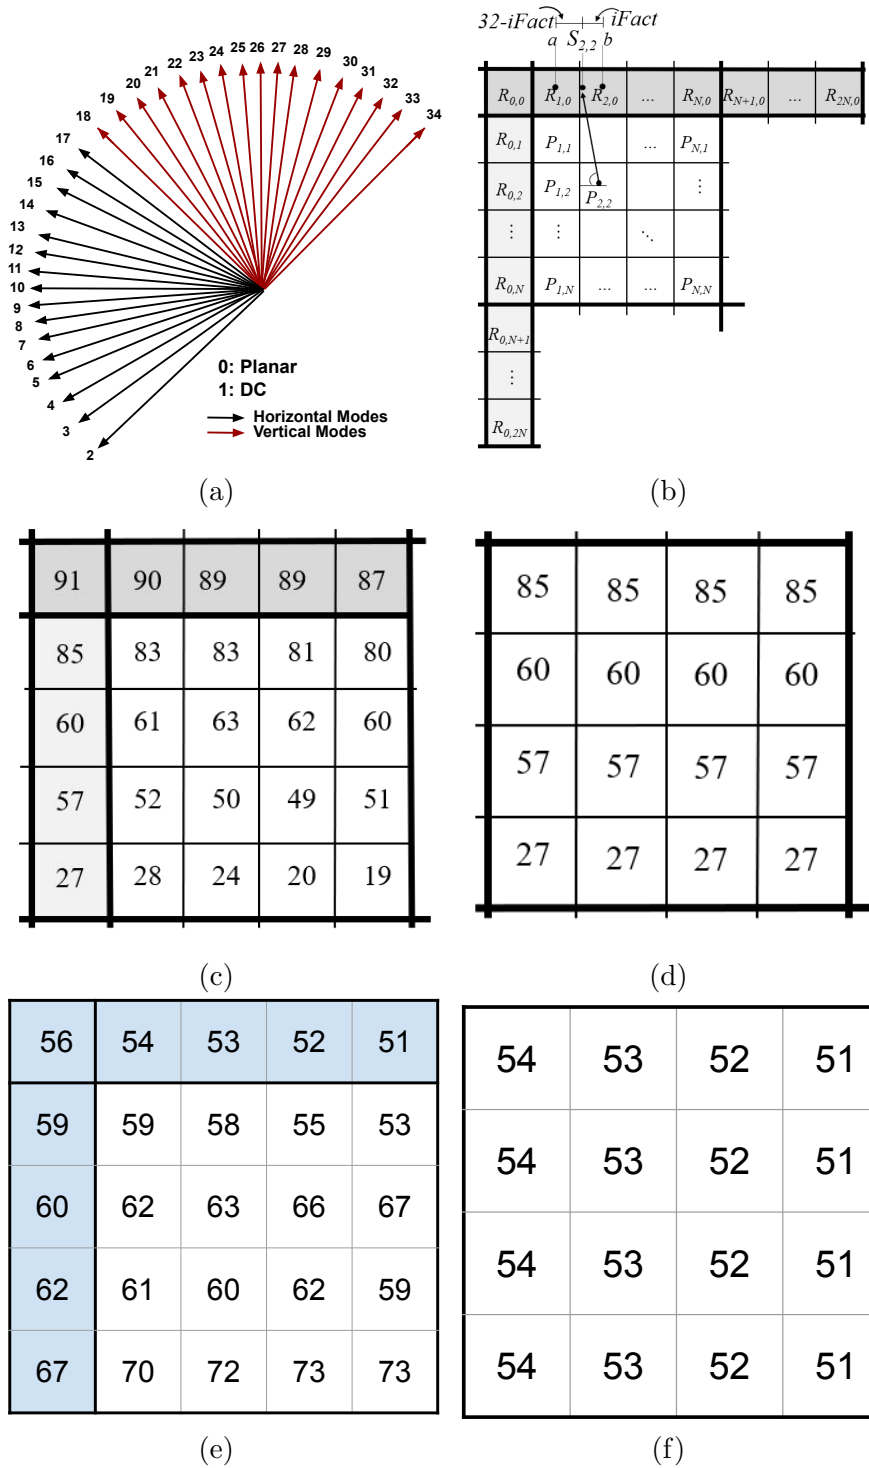 26
25 27
24 28
23 29
22 30
21 31
20 32
19 33
18 34
17
16
15
14
13
12
11
10
9
8
7
6
5
4
3
2
0: Planar
1: DC
Horizontal Modes
Vertical Modes
(a)
32-iFact iFact
a S2,2 b
R0,0 R1,0 R2,0 ... RN,0 RN+1,0 ... R2N,0
R0,1 P1,1 ... PN,1
R0,2 P1,2 P2,2 ⋮
⋮ ⋮ ⋱
R0,N P1,N ... ... PN,N
R0,N+1
⋮
R0,2N
(b)
91 90 89 89 87
85 83 83 81 80
60 61 63 62 60
57 52 50 49 51
27 28 24 20 19
(c)
85 85 85 85
60 60 60 60
57 57 57 57
27 27 27 27
(d)
56 54 53 52 51
59 59 58 55 53
60 62 63 66 67
62 61 60 62 59
67 70 72 73 73
(e)
54 53 52 51
54 53 52 51
54 53 52 51
54 53 52 51
(f)